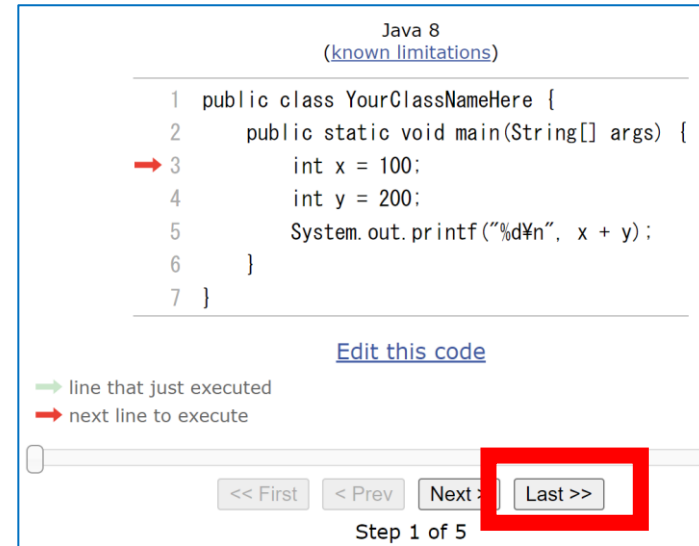 Java 8
(known limitations)
1 public class YourClassNameHere {
2 public static void main(String[] args) {
3 int x = 100;
4 int y = 200;
5 System.out.printf("%d¥n", x + y);
6 }
7 }
Edit this code
line that just executed
next line to execute
<< First < Prev Next > Last >>
Step 1 of 5